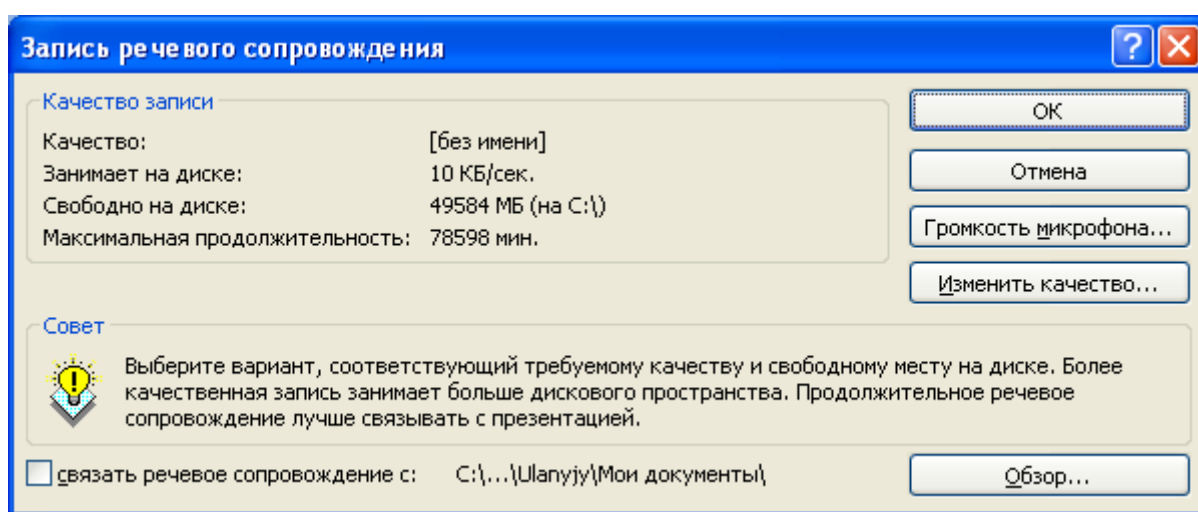 Запись речевого сопровождения
Качество записи
Качество: [без имени]
Занимает на диске: 10 КБ/сек.
Свободно на диске: 49584 МБ (на C:\)
Максимальная продолжительность: 78598 мин.
ОК
Отмена
Громкость микрофона...
Изменить качество...
Совет
Выберите вариант, соответствующий требуемому качеству и свободному месту на диске. Более
качественная запись занимает больше дискового пространства. Продолжительное речевое
сопровождение лучше связывать с презентацией.
связать речевое сопровождение с: C:\...\Ulanyjy\Мои документы\
Обзор...